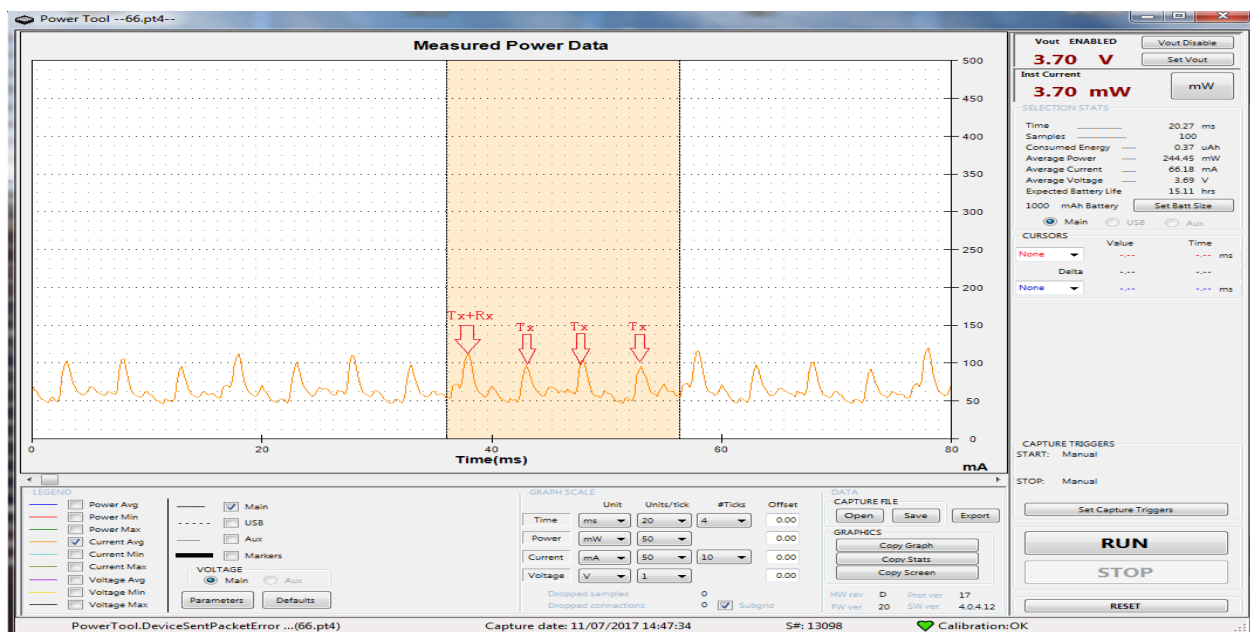 Power Tool --66.pt4--
Measured Power Data
500
450
400
350
300
250
200
150
100
50
0
Tx+Rx
Tx
Tx
Tx
0 20 40 60 80
Time(ms)
mA
Vout ENABLED
Vout Disable
3.70 V
Set Vout
Inst Current
3.70 mW
mW
SELECTION STATS
Time 20.27 ms
Samples 100
Consumed Energy 0.37 uAh
Average Power 244.45 mW
Average Current 66.18 mA
Average Voltage 3.69 V
Expected Battery Life 15.11 hrs
1000 mAh Battery Set Batt Size
Main USB Aux
CURSORS
Value Time
None -.-- -.-- ms
Delta -.-- -.--
None -.-- -.-- ms
CAPTURE TRIGGERS
START: Manual
STOP: Manual
Set Capture Triggers
RUN
STOP
RESET
LEGEND
Power Avg
Power Min
Power Max
Current Avg
Current Min
Current Max
Voltage Avg
Voltage Min
Voltage Max
Main
USB
Aux
Markers
VOLTAGE
Main Aux
Parameters Defaults
GRAPH SCALE
Unit Units/tick #Ticks Offset
Time ms 20 4 0.00
Power mW 50 0.00
Current mA 50 10 0.00
Voltage V 1 0.00
Dropped samples 0
Dropped connections 0 Subgrid
DATA
CAPTURE FILE
Open Save Export
GRAPHICS
Copy Graph
Copy Stats
Copy Screen
HW rev D Prot ver 17
FW ver 20 SW ver 4.0.4.12
PowerTool.DeviceSentPacketError ...(66.pt4) Capture date: 11/07/2017 14:47:34 S#: 13098 Calibration:OK